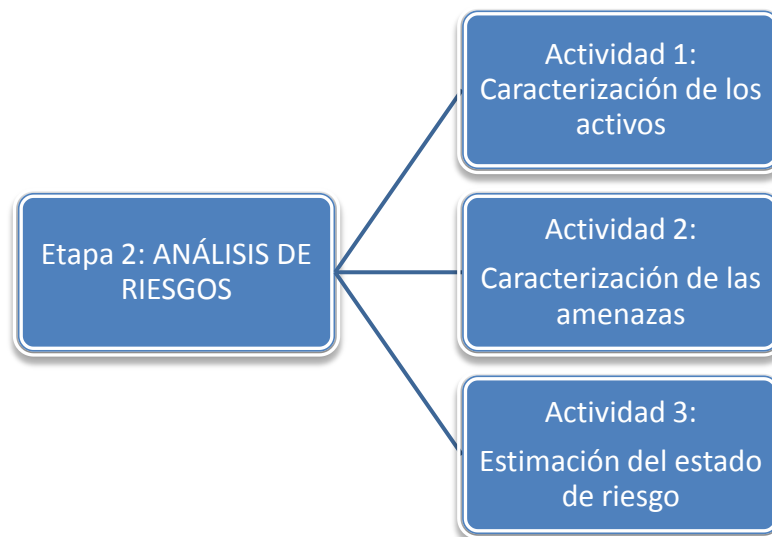 Etapa 2: ANÁLISIS DE
RIESGOS
Actividad 1:
Caracterización de los
activos
Actividad 2:
Caracterización de las
amenazas
Actividad 3:
Estimación del estado
de riesgo